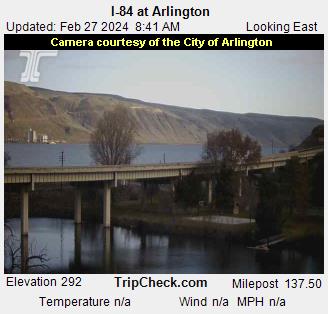 I-84 at Arlington
Updated: Feb 27 2024 8:41 AM Looking East
Camera courtesy of the City of Arlington
Elevation 292 TripCheck.com Milepost 137.50
Temperature n/a Wind n/a MPH n/a